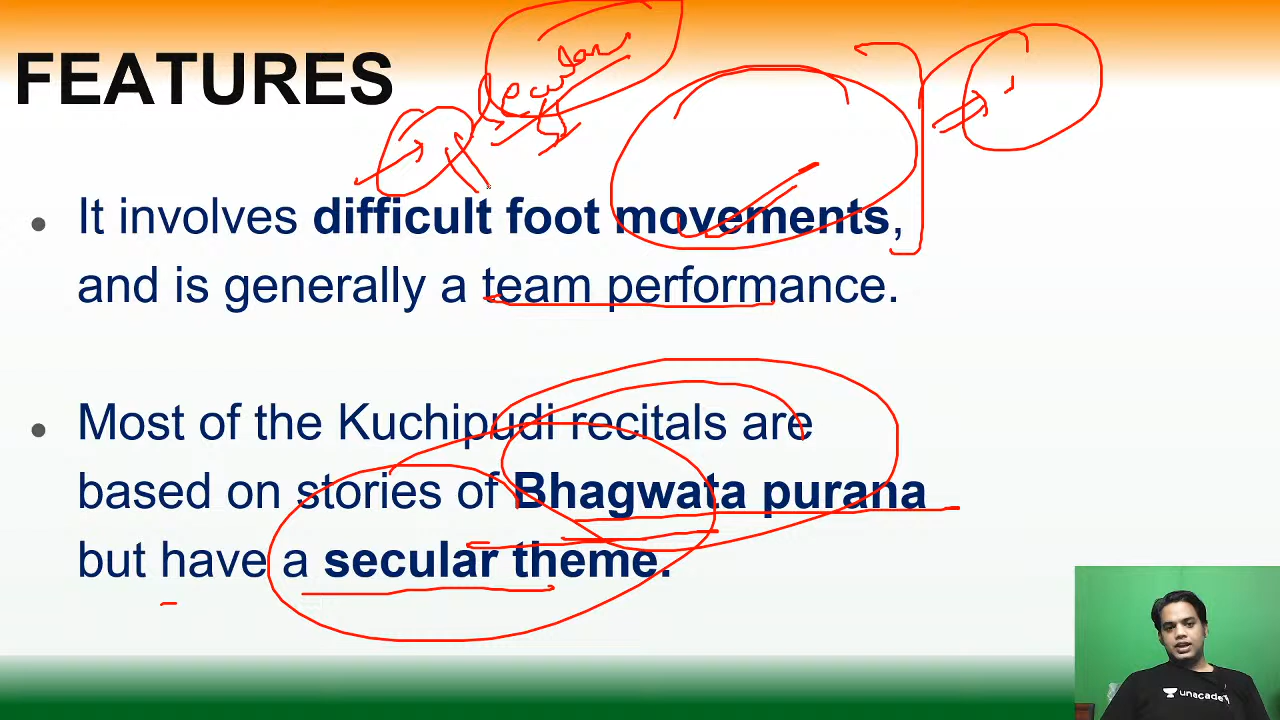 FEATURES
• It involves difficult foot movements,
and is generally a team performance.
• Most of the Kuchipudi recitals are
based on stories of Bhagwata purana
but have a secular theme.
unacade